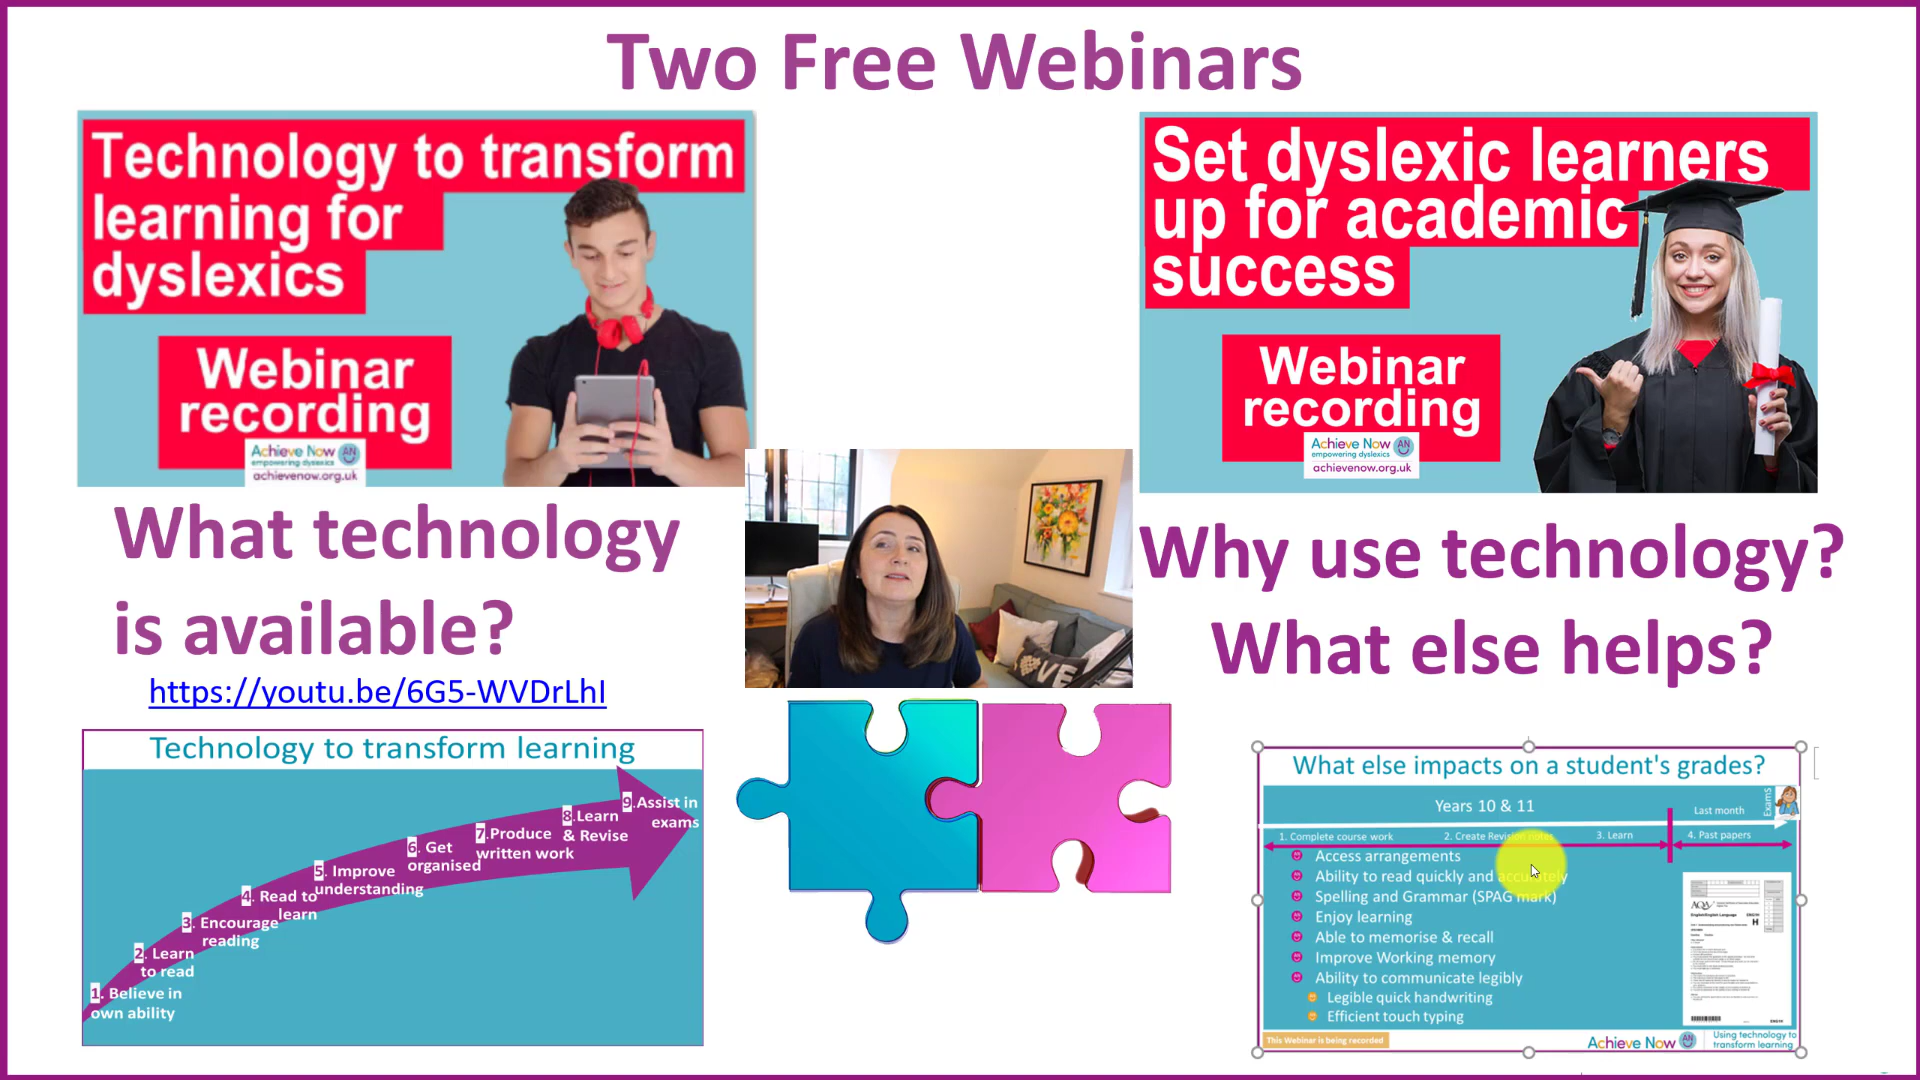 Two Free Webinars
Technology to transform
learning for
dyslexics
Webinar
recording
Achieve Now AN
empowering dyslexics
achievenow.org.uk
Set dyslexic learners
up for academic
success
Webinar
recording
Achieve Now AN
empowering dyslexics
achievenow.org.uk
What technology
is available?
https://youtu.be/6G5-WVDrLhI
Why use technology?
What else helps?
Technology to transform learning
1. Believe in
own ability
2. Learn
to read
3. Encourage
reading
4. Read to
learn
5. Improve
understanding
6. Get
organised
7.Produce
written work
8.Learn
& Revise
9.Assist in
exams
What else impacts on a student's grades?
Years 10 & 11
Last month
Exams
1. Complete course work
2. Create Revision notes
3. Learn
4. Past papers
Access arrangements
Ability to read quickly and accurately
Spelling and Grammar (SPAG mark)
Enjoy learning
Able to memorise & recall
Improve Working memory
Ability to communicate legibly
Legible quick handwriting
Efficient touch typing
AQA
H
This Webinar is being recorded
Achieve Now AN
Using technology to
transform learning